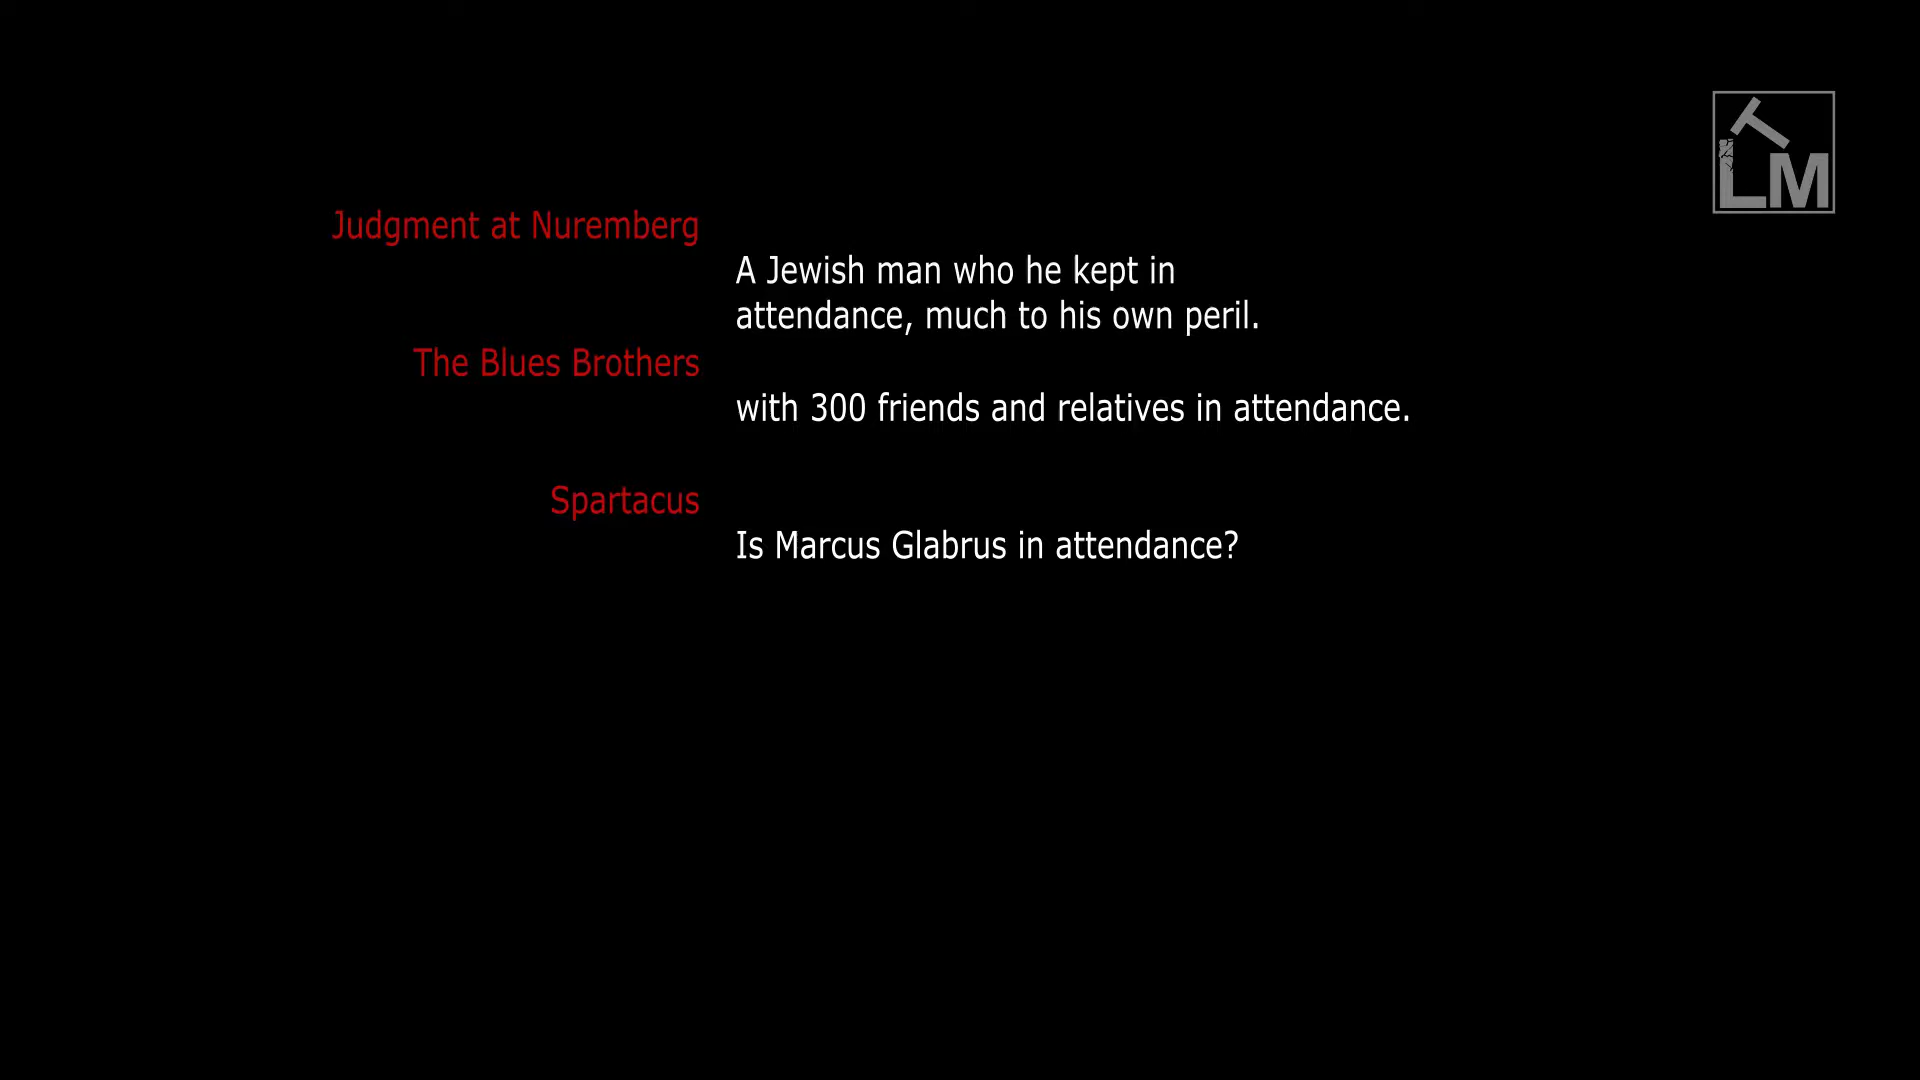 TLM
Judgment at Nuremberg
A Jewish man who he kept in
attendance, much to his own peril.
The Blues Brothers
with 300 friends and relatives in attendance.
Spartacus
Is Marcus Glabrus in attendance?